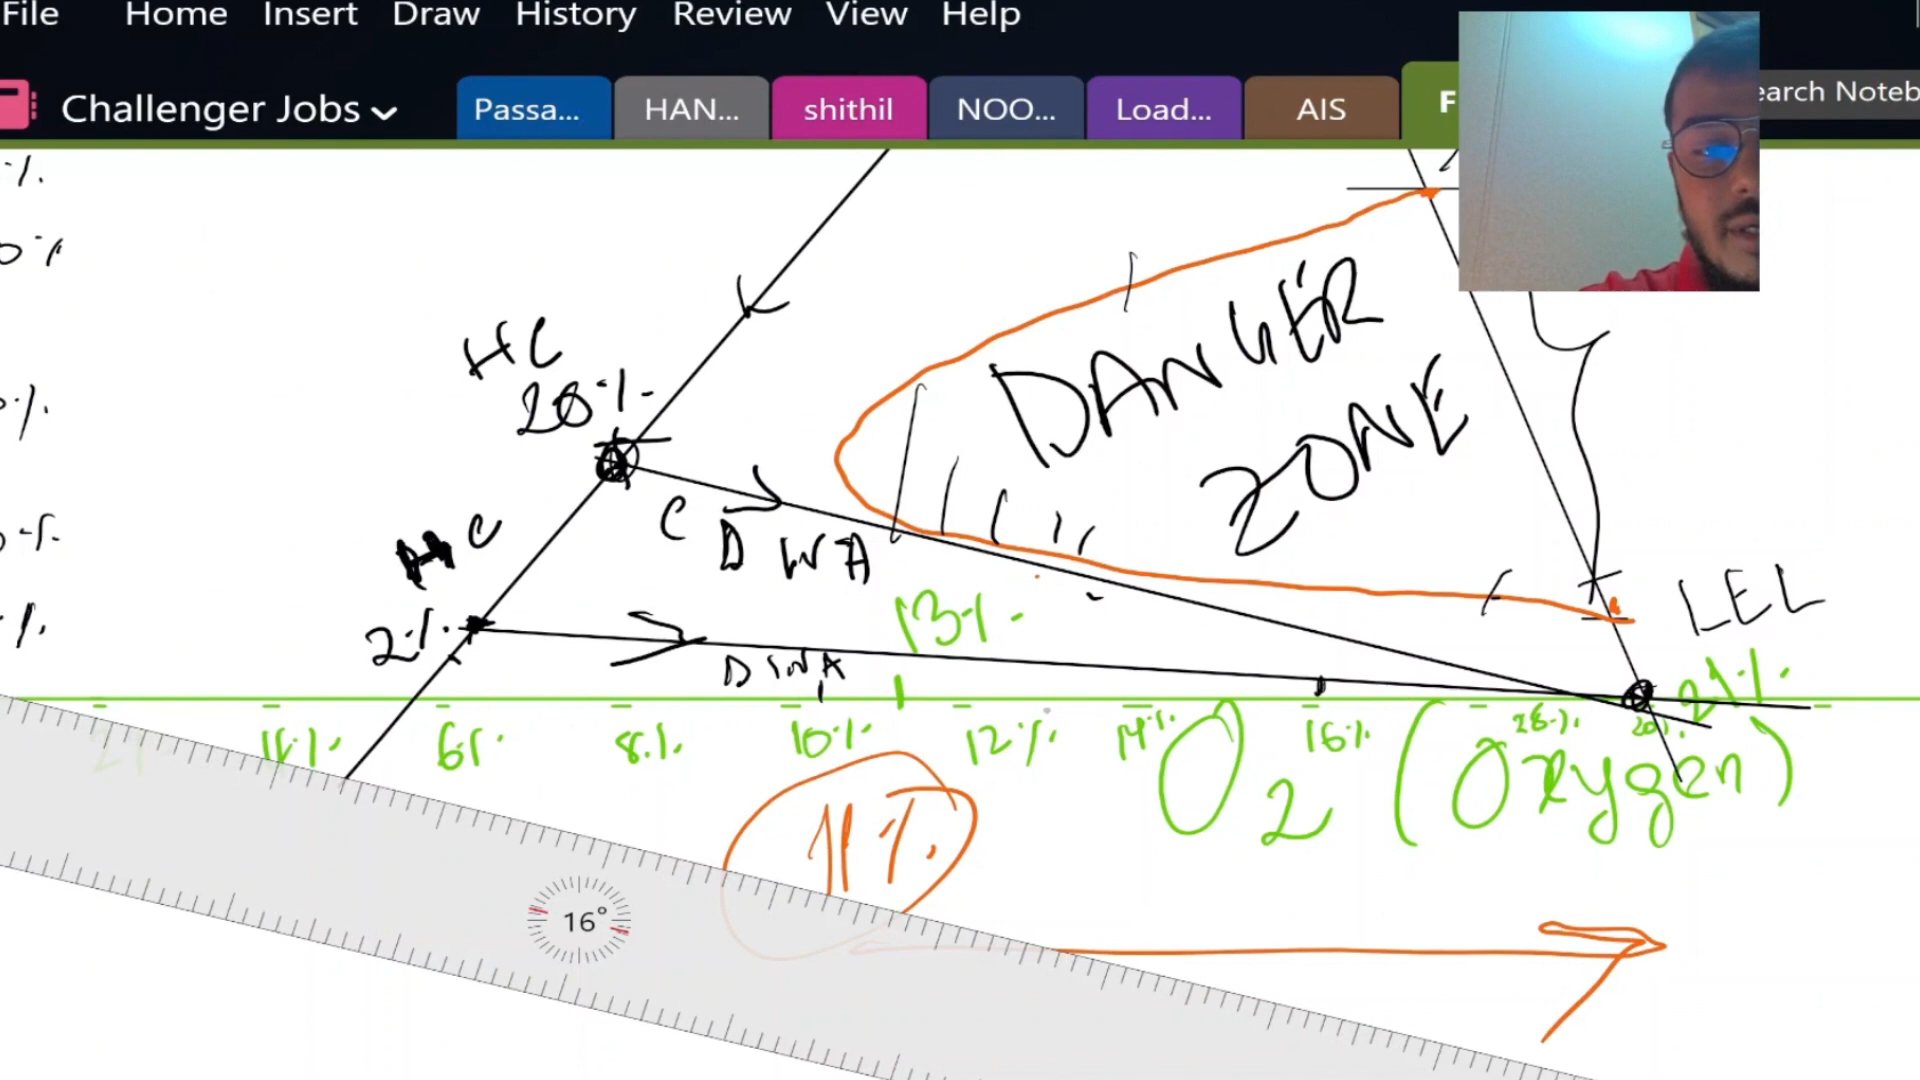 File Home Insert Draw History Review View Help
Challenger Jobs Passa... HAN... shithil NOO... Load... AIS F
earch Noteb
HC
20%
DANGER
ZONE
C
DWA
HC
2%
DWA
13%
LEL
21%
6% 8% 10% 12% 14% 16% 20%
O2 (Oxygen)
11%
16°